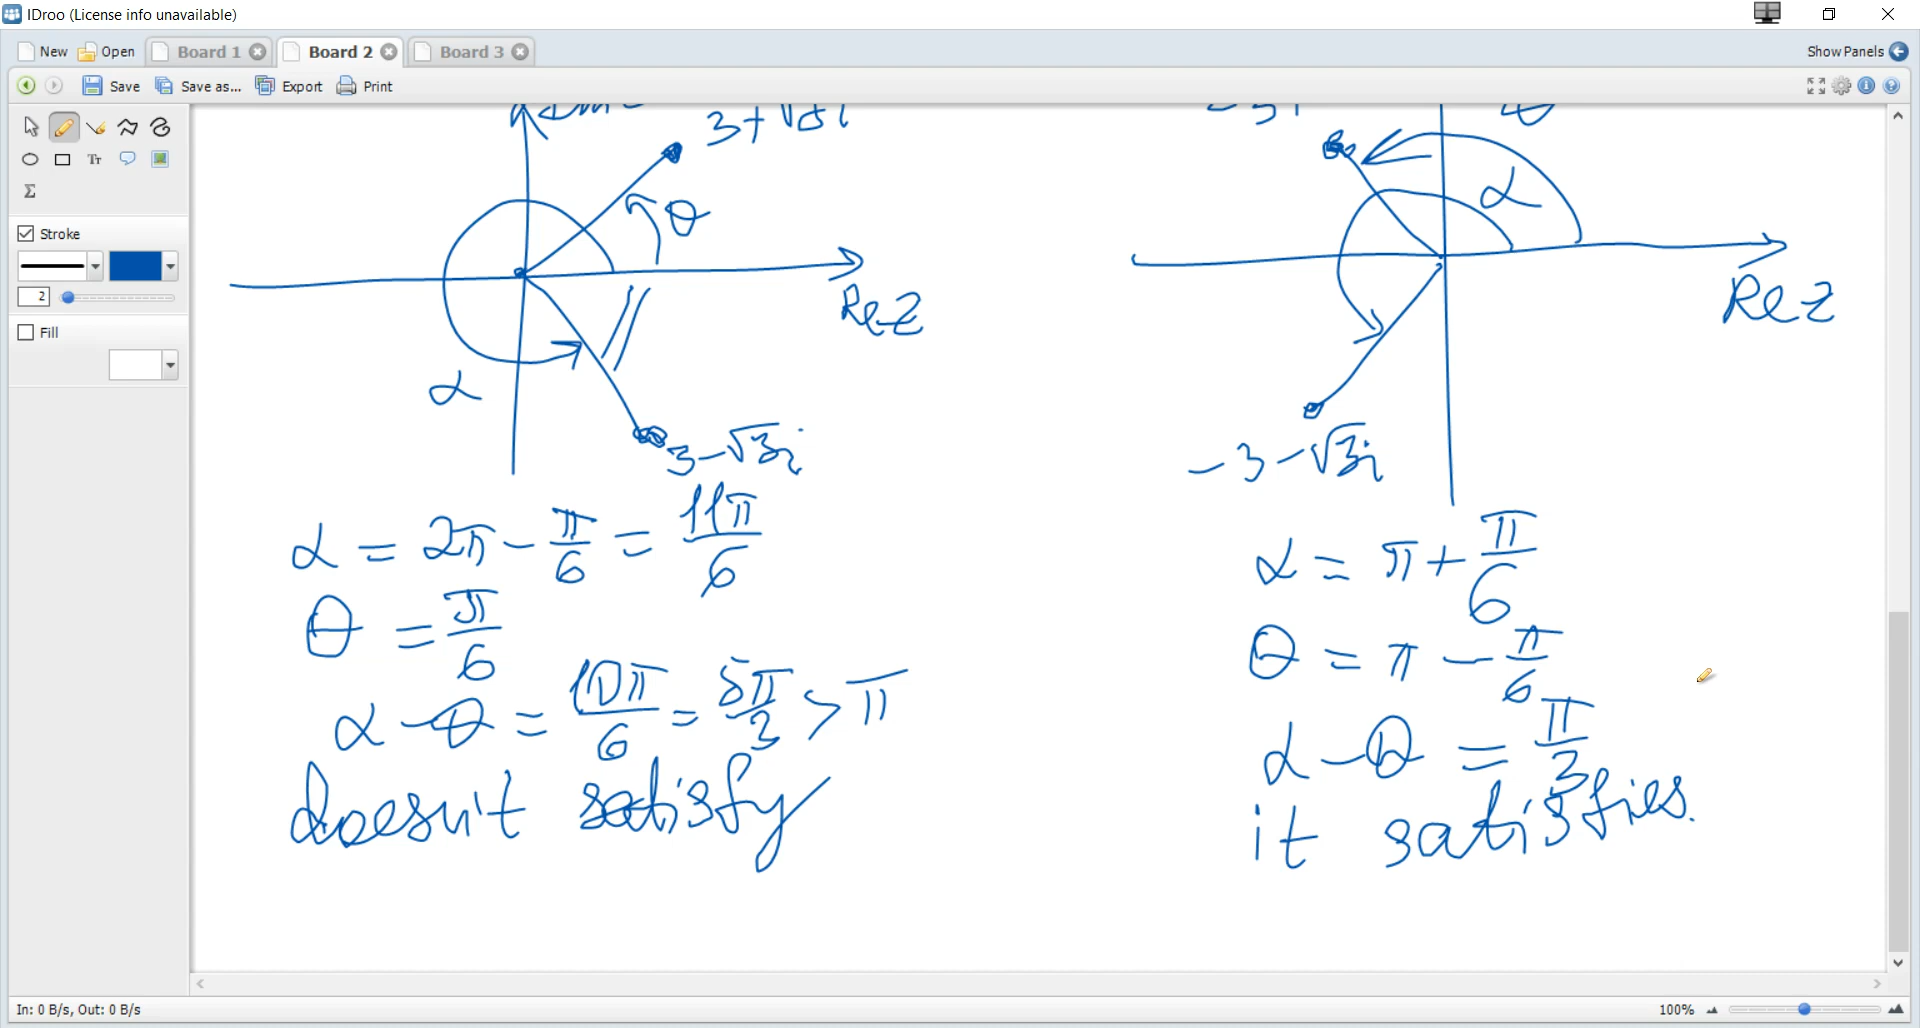 IDroo (License info unavailable)
New Open Board 1 Board 2 Board 3 Show Panels
Save Save as... Export Print
Tt
Σ
Stroke
2
Fill
3+√3i
θ
Re z
α
3-√3i
α = 2π - π/6 = 11π/6
θ = π/6
α - θ = 10π/6 = 5π/3 > π
doesn't satisfy
α
Re z
-3-√3i
α = π + π/6
θ = π - π/6
α - θ = π/3
it satisfies.
In: 0 B/s, Out: 0 B/s
100%